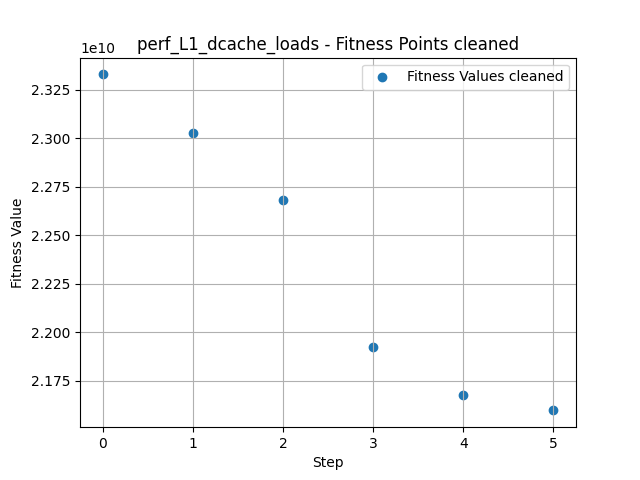 perf_L1_dcache_loads - Fitness Points cleaned
1e10
Fitness Values cleaned
2.325
2.300
2.275
2.250
2.225
2.200
2.175
Fitness Value
0 1 2 3 4 5
Step